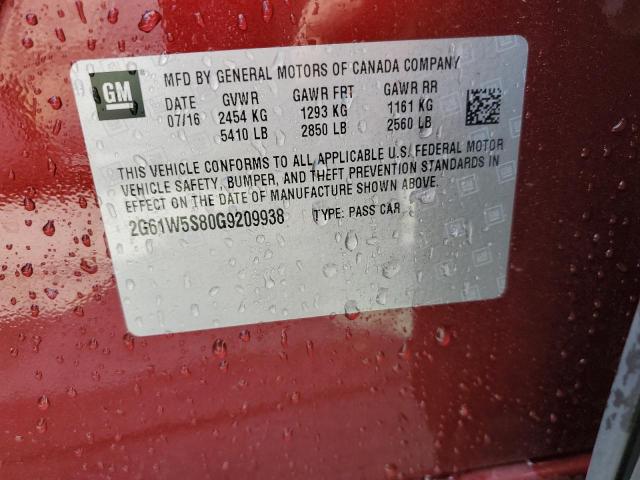 GM
MFD BY GENERAL MOTORS OF CANADA COMPANY
DATE GVWR GAWR FRT GAWR RR
07/16 2454 KG 1293 KG 1161 KG
5410 LB 2850 LB 2560 LB
THIS VEHICLE CONFORMS TO ALL APPLICABLE U.S. FEDERAL MOTOR
VEHICLE SAFETY, BUMPER, AND THEFT PREVENTION STANDARDS IN
EFFECT ON THE DATE OF MANUFACTURE SHOWN ABOVE.
2G61W5S80G9209938 TYPE: PASS CAR